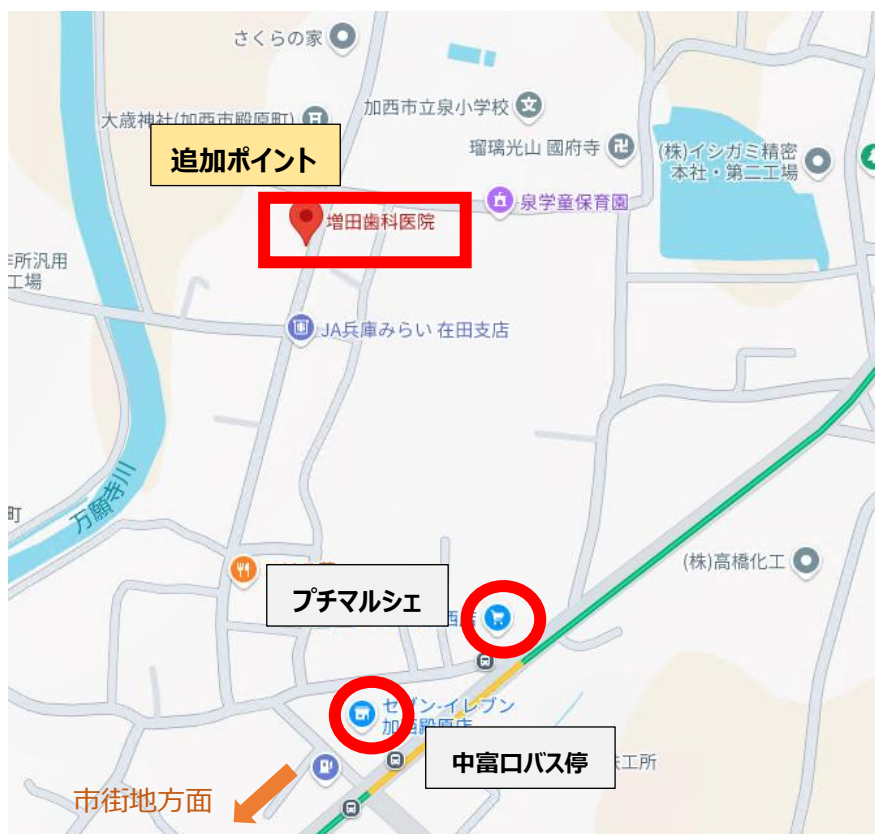 さくらの家
加西市立泉小学校
大歳神社(加西市殿原町)
瑠璃光山 國府寺
(株)イシガミ精密
本社・第二工場
追加ポイント
泉学童保育園
増田歯科医院
作所汎用
工場
JA兵庫みらい 在田支店
万願寺川
町
(株)高橋化工
プチマルシェ
西店
セブン-イレブン
加西殿原店
中富口バス停
工所
市街地方面